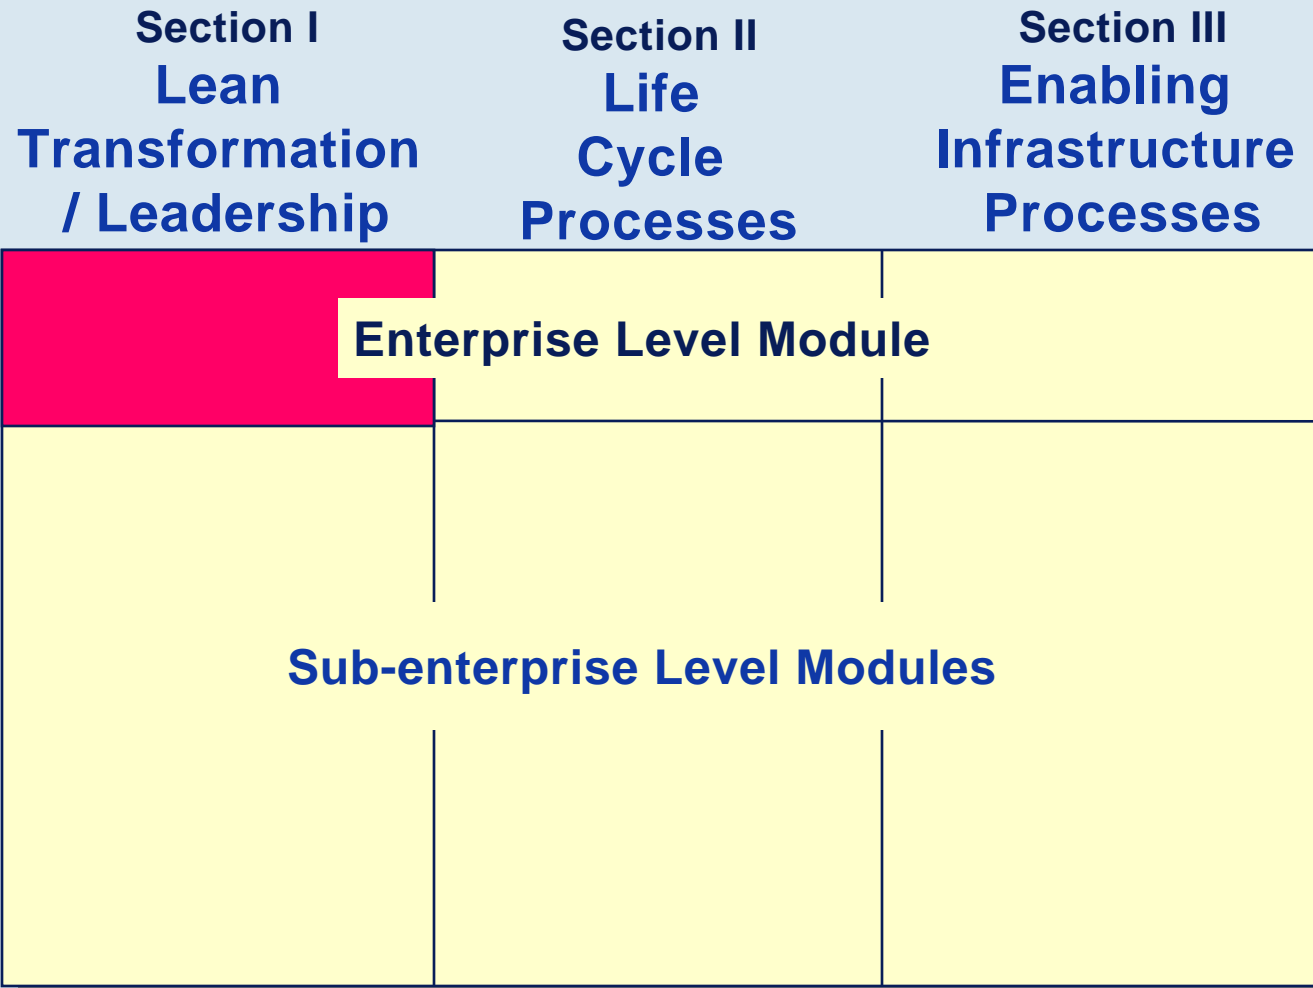 Section I
Lean
Transformation
/ Leadership
Section II
Life
Cycle
Processes
Section III
Enabling
Infrastructure
Processes
Enterprise Level Module
Sub-enterprise Level Modules